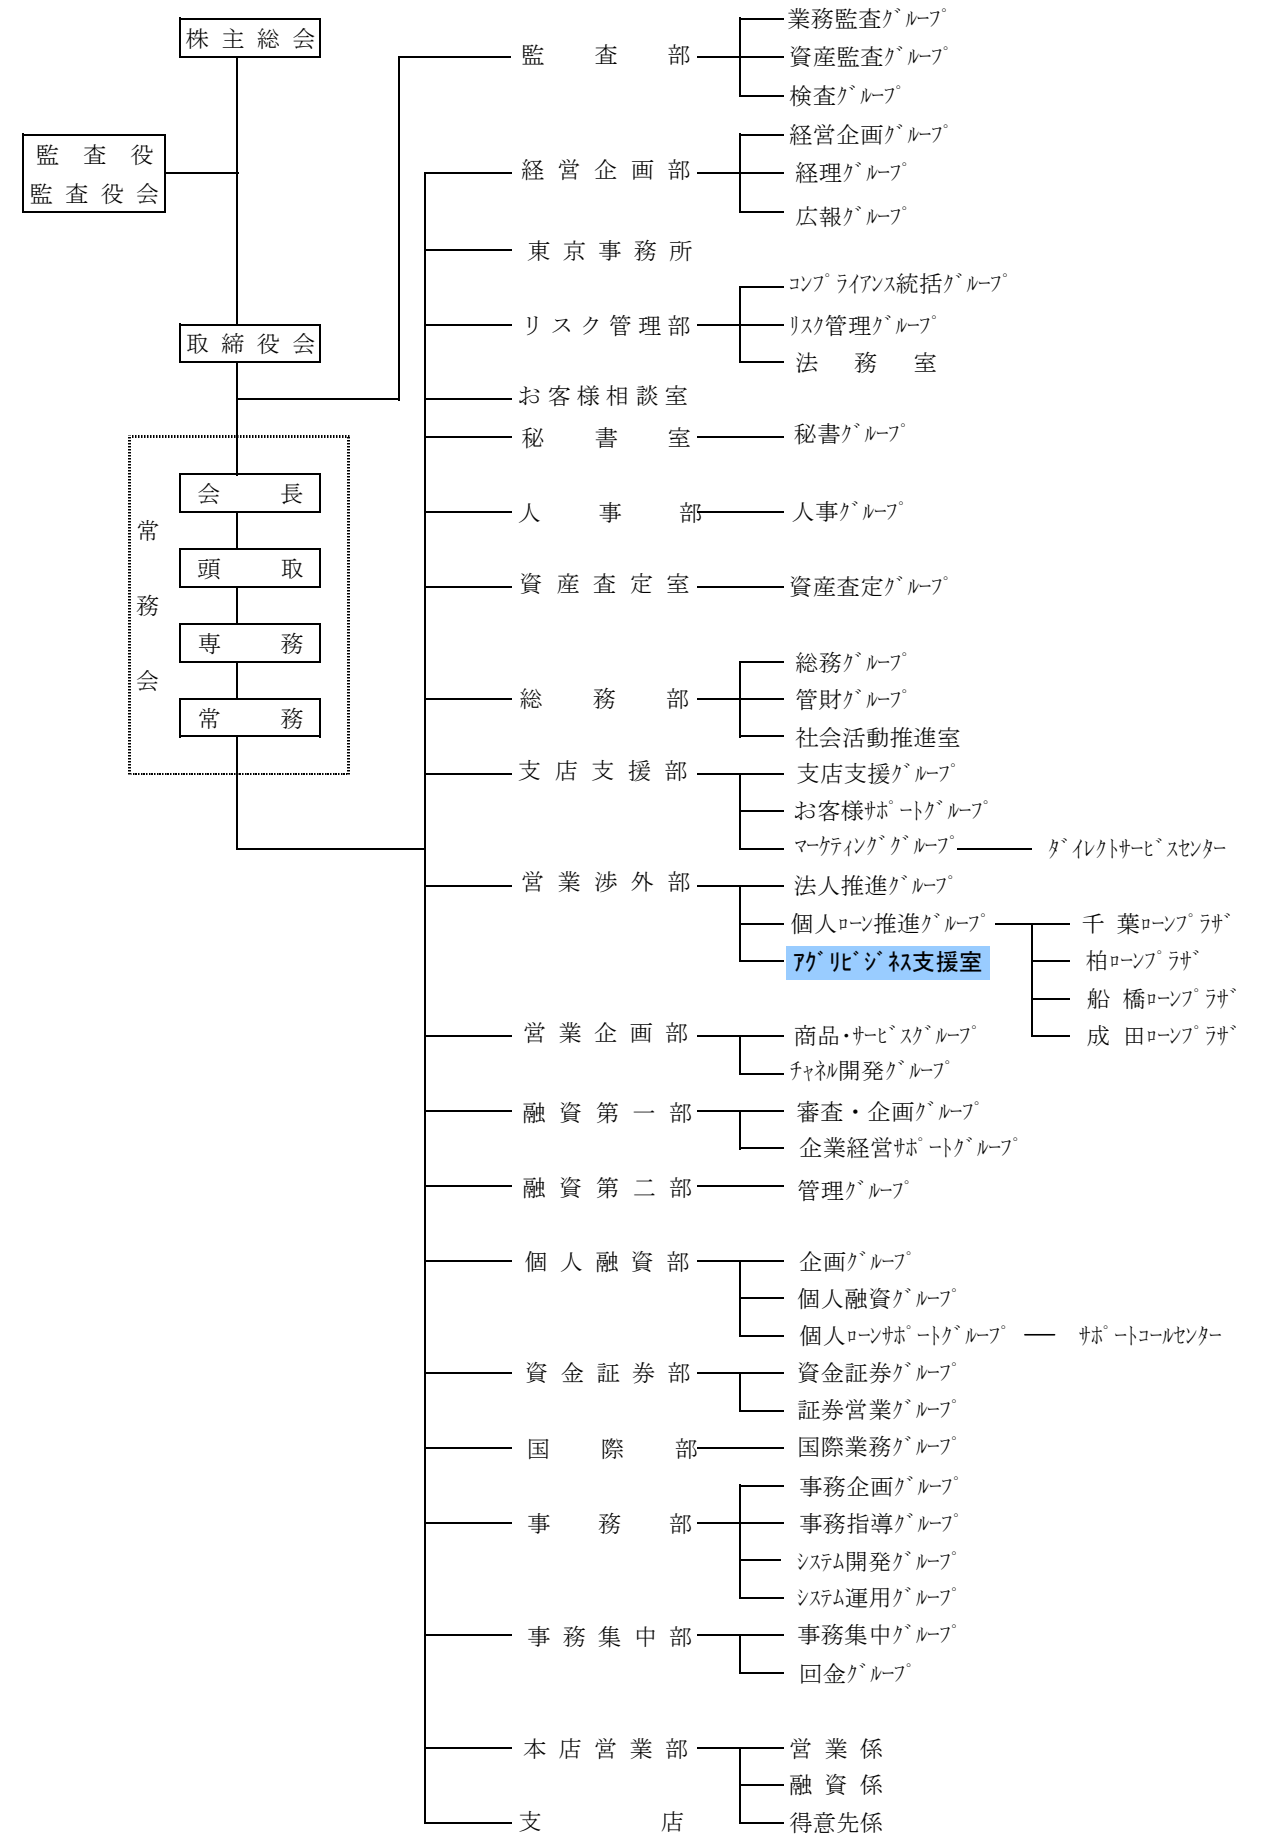 株主総会
監査役
監査役会
取締役会
常務会
会長
頭取
専務
常務
監査部
業務監査ｸﾞﾙｰﾌﾟ
資産監査ｸﾞﾙｰﾌﾟ
検査ｸﾞﾙｰﾌﾟ
経営企画部
経営企画ｸﾞﾙｰﾌﾟ
経理ｸﾞﾙｰﾌﾟ
広報ｸﾞﾙｰﾌﾟ
東京事務所
リスク管理部
ｺﾝﾌﾟﾗｲｱﾝｽ統括ｸﾞﾙｰﾌﾟ
ﾘｽｸ管理ｸﾞﾙｰﾌﾟ
法務室
お客様相談室
秘書室
秘書ｸﾞﾙｰﾌﾟ
人事部
人事ｸﾞﾙｰﾌﾟ
資産査定室
資産査定ｸﾞﾙｰﾌﾟ
総務部
総務ｸﾞﾙｰﾌﾟ
管財ｸﾞﾙｰﾌﾟ
社会活動推進室
支店支援部
支店支援ｸﾞﾙｰﾌﾟ
お客様ｻﾎﾟｰﾄｸﾞﾙｰﾌﾟ
ﾏｰｹﾃｨﾝｸﾞｸﾞﾙｰﾌﾟ
ﾀﾞｲﾚｸﾄｻｰﾋﾞｽｾﾝﾀｰ
営業渉外部
法人推進ｸﾞﾙｰﾌﾟ
個人ﾛｰﾝ推進ｸﾞﾙｰﾌﾟ
千 葉ﾛｰﾝﾌﾟﾗｻﾞ
柏ﾛｰﾝﾌﾟﾗｻﾞ
船 橋ﾛｰﾝﾌﾟﾗｻﾞ
成 田ﾛｰﾝﾌﾟﾗｻﾞ
ｱｸﾞﾘﾋﾞｼﾞﾈｽ支援室
営業企画部
商品・ｻｰﾋﾞｽｸﾞﾙｰﾌﾟ
ﾁｬﾈﾙ開発ｸﾞﾙｰﾌﾟ
融資第一部
審査・企画ｸﾞﾙｰﾌﾟ
企業経営ｻﾎﾟｰﾄｸﾞﾙｰﾌﾟ
融資第二部
管理ｸﾞﾙｰﾌﾟ
個人融資部
企画ｸﾞﾙｰﾌﾟ
個人融資ｸﾞﾙｰﾌﾟ
個人ﾛｰﾝｻﾎﾟｰﾄｸﾞﾙｰﾌﾟ
ｻﾎﾟｰﾄｺｰﾙｾﾝﾀｰ
資金証券部
資金証券ｸﾞﾙｰﾌﾟ
証券営業ｸﾞﾙｰﾌﾟ
国際部
国際業務ｸﾞﾙｰﾌﾟ
事務部
事務企画ｸﾞﾙｰﾌﾟ
事務指導ｸﾞﾙｰﾌﾟ
ｼｽﾃﾑ開発ｸﾞﾙｰﾌﾟ
ｼｽﾃﾑ運用ｸﾞﾙｰﾌﾟ
事務集中部
事務集中ｸﾞﾙｰﾌﾟ
回金ｸﾞﾙｰﾌﾟ
本店営業部
営業係
融資係
得意先係
支店